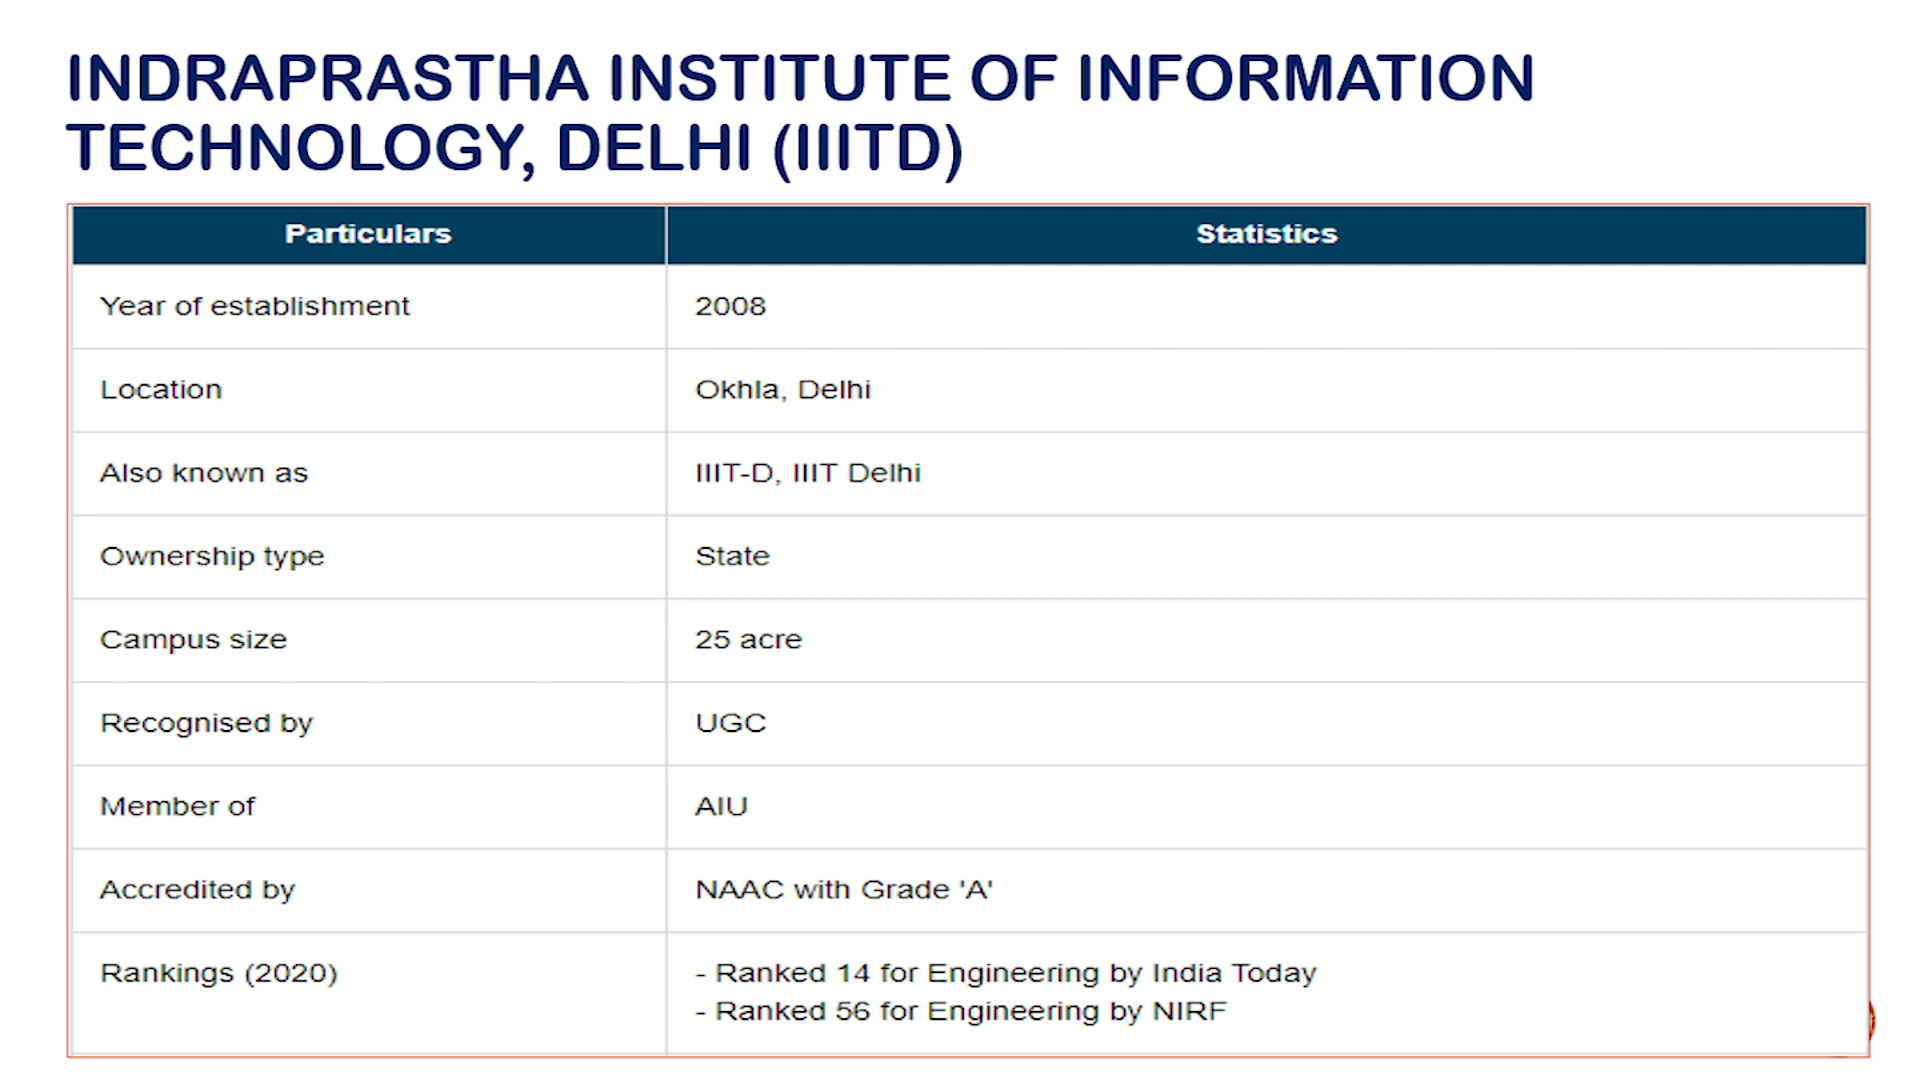 INDRAPRASTHA INSTITUTE OF INFORMATION
TECHNOLOGY, DELHI (IIITD)
Particulars Statistics
Year of establishment 2008
Location Okhla, Delhi
Also known as IIIT-D, IIIT Delhi
Ownership type State
Campus size 25 acre
Recognised by UGC
Member of AIU
Accredited by NAAC with Grade 'A'
Rankings (2020) - Ranked 14 for Engineering by India Today
- Ranked 56 for Engineering by NIRF